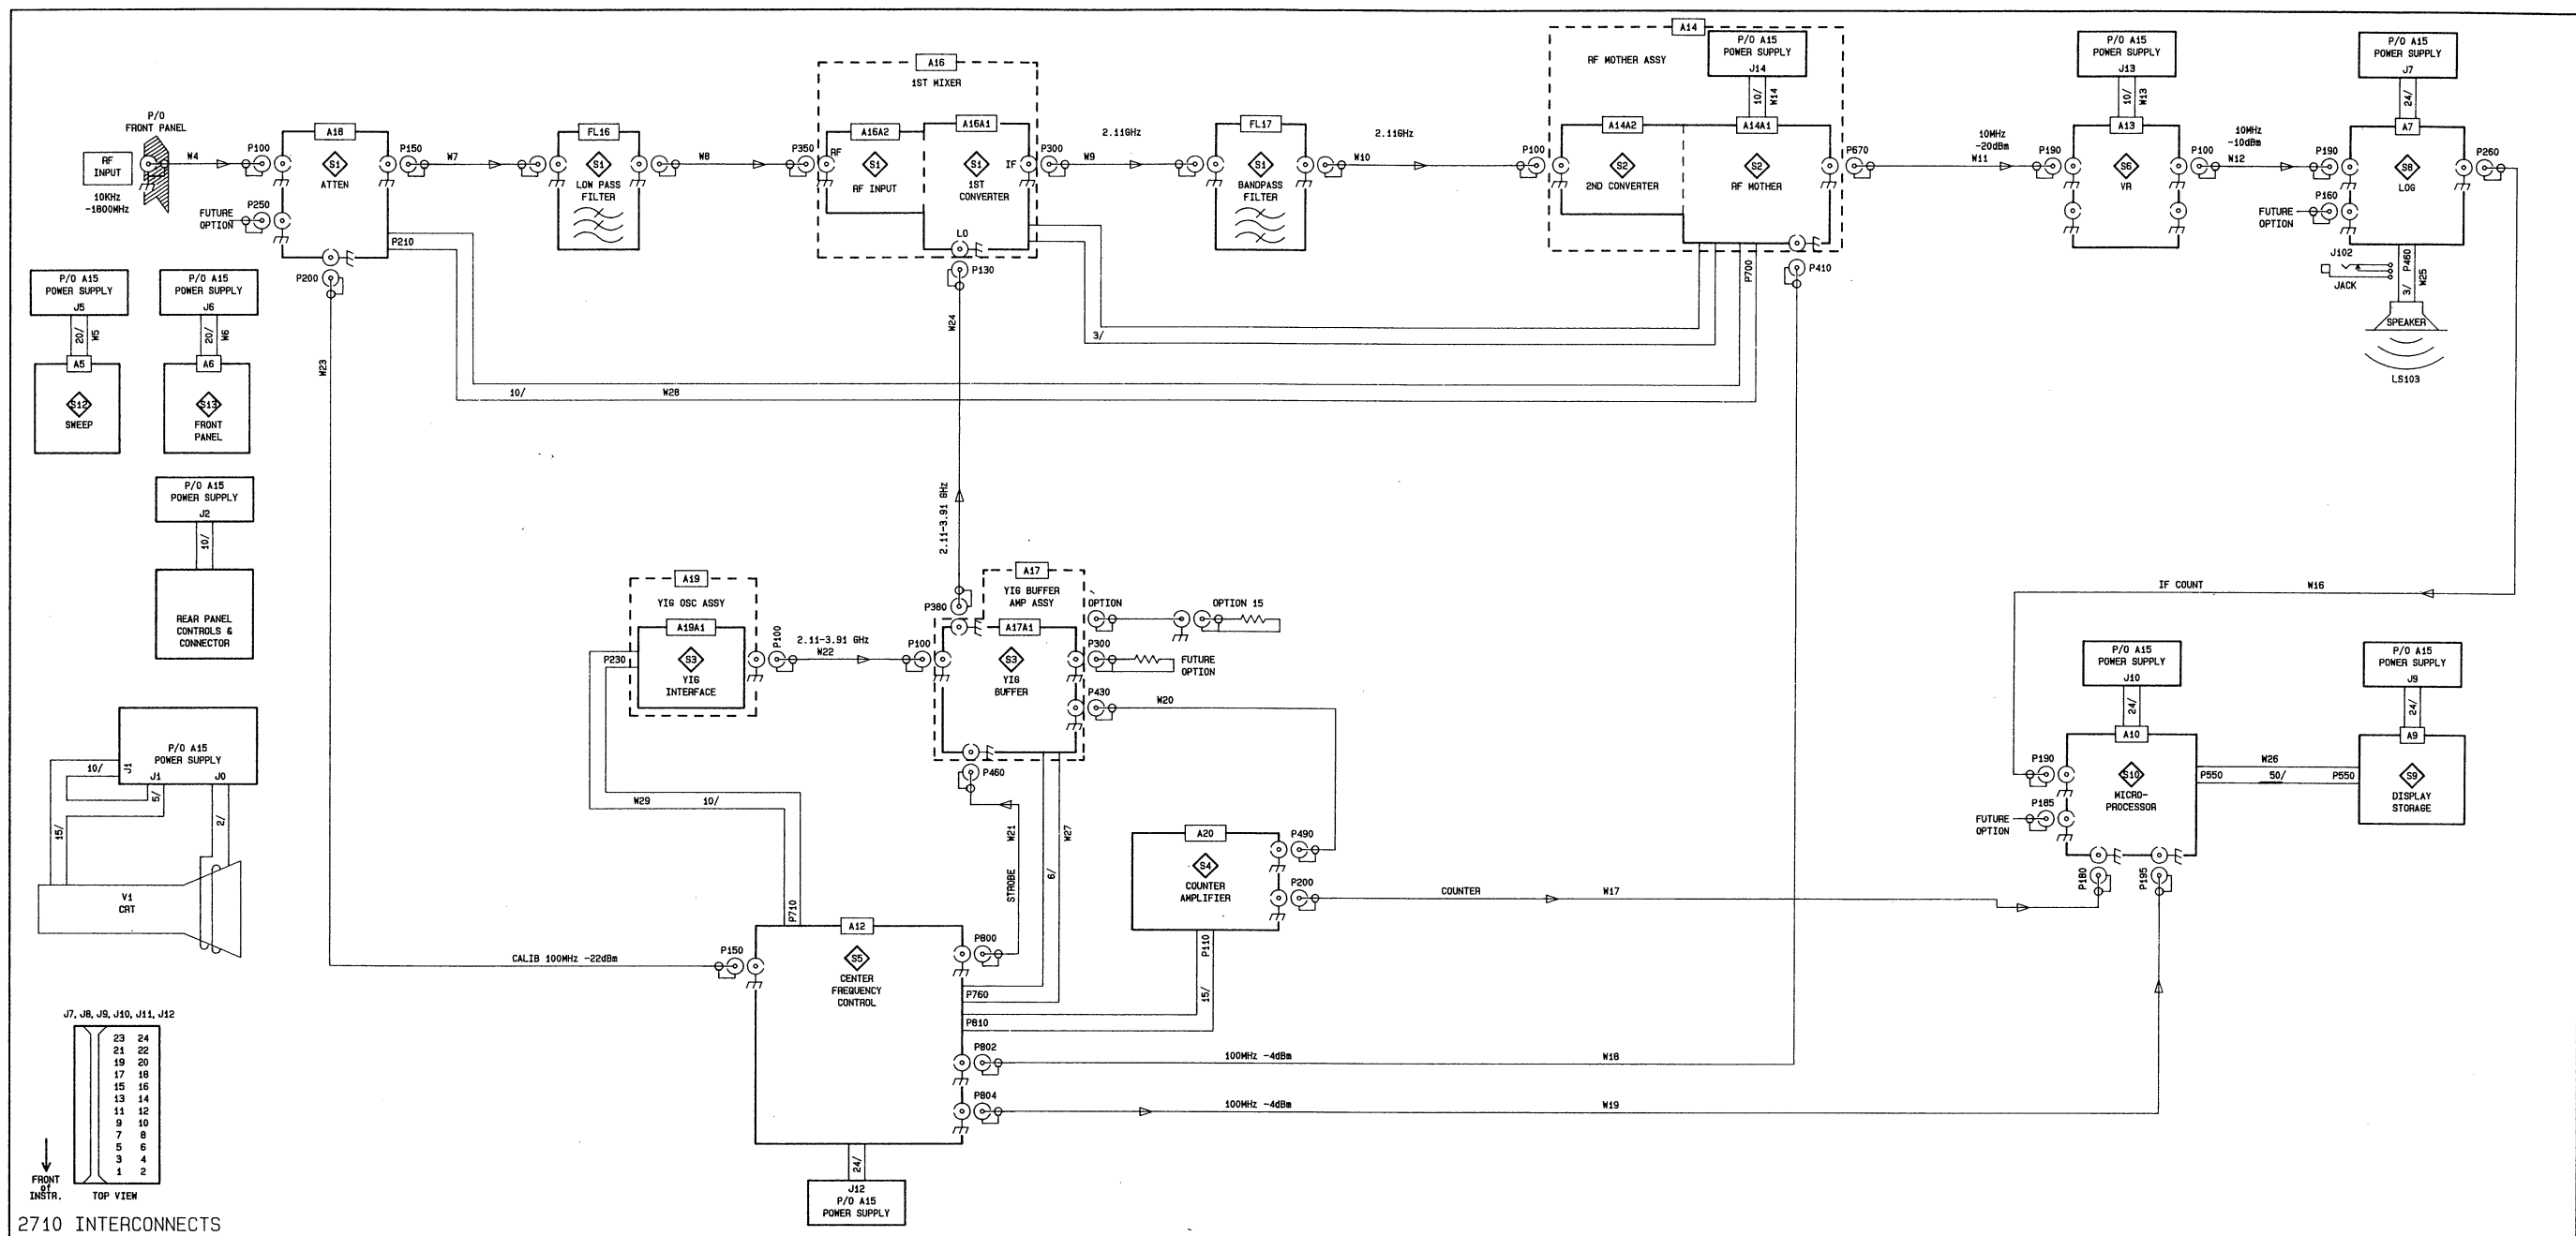 A14
P/O A15
POWER SUPPLY
J14
RF MOTHER ASSY
10/
W14
P/O A15
POWER SUPPLY
J13
10/
W13
P/O A15
POWER SUPPLY
J7
24/
A16
1ST MIXER
P/O
FRONT PANEL
RF
INPUT
10KHz
-1800MHz
W4
P100
A18
S1
ATTEN
P250
FUTURE
OPTION
P210
P200
P150
W7
FL16
S1
LOW PASS
FILTER
W8
P350
A16A2
RF
S1
RF INPUT
A16A1
S1
1ST
CONVERTER
IF
LO
P130
P300
2.11GHz
W9
FL17
S1
BANDPASS
FILTER
2.11GHz
W10
P100
A14A2
S2
2ND CONVERTER
A14A1
S2
RF MOTHER
P700
P410
P670
10MHz
-20dBm
W11
P190
A13
S6
VR
P100
10MHz
-10dBm
W12
P190
P160
FUTURE
OPTION
A7
S8
LOG
P260
J102
JACK
P460
3/
W25
SPEAKER
LS103
P/O A15
POWER SUPPLY
J5
20/
W5
A5
S12
SWEEP
P/O A15
POWER SUPPLY
J6
20/
W6
A6
S13
FRONT
PANEL
W23
W24
3/
10/
W28
P/O A15
POWER SUPPLY
J2
10/
REAR PANEL
CONTROLS &
CONNECTOR
2.11-3.91 GHz
A19
YIG OSC ASSY
A19A1
P230
S3
YIG
INTERFACE
P100
2.11-3.91 GHz
W22
P100
P380
A17
YIG BUFFER
AMP ASSY
A17A1
S3
YIG
BUFFER
OPTION
OPTION 15
P300
FUTURE
OPTION
P430
W20
P460
IF COUNT
W16
P/O A15
POWER SUPPLY
J10
24/
A10
P190
P185
FUTURE
OPTION
S10
MICRO-
PROCESSOR
P180
P195
P550
W26
50/
P550
P/O A15
POWER SUPPLY
J9
24/
A9
S9
DISPLAY
STORAGE
P/O A15
POWER SUPPLY
J1
J1
J0
10/
5/
15/
2/
V1
CRT
W29
10/
P710
STROBE
W21
6/
W27
A20
S4
COUNTER
AMPLIFIER
P490
P200
P110
15/
COUNTER
W17
CALIB 100MHz -22dBm
P150
A12
S5
CENTER
FREQUENCY
CONTROL
P800
P760
P810
P802
100MHz -4dBm
W18
P804
100MHz -4dBm
W19
24/
J12
P/O A15
POWER SUPPLY
J7, J8, J9, J10, J11, J12
23 24
21 22
19 20
17 18
15 16
13 14
11 12
9 10
7 8
5 6
3 4
1 2
FRONT
of
INSTR.
TOP VIEW
2710 INTERCONNECTS